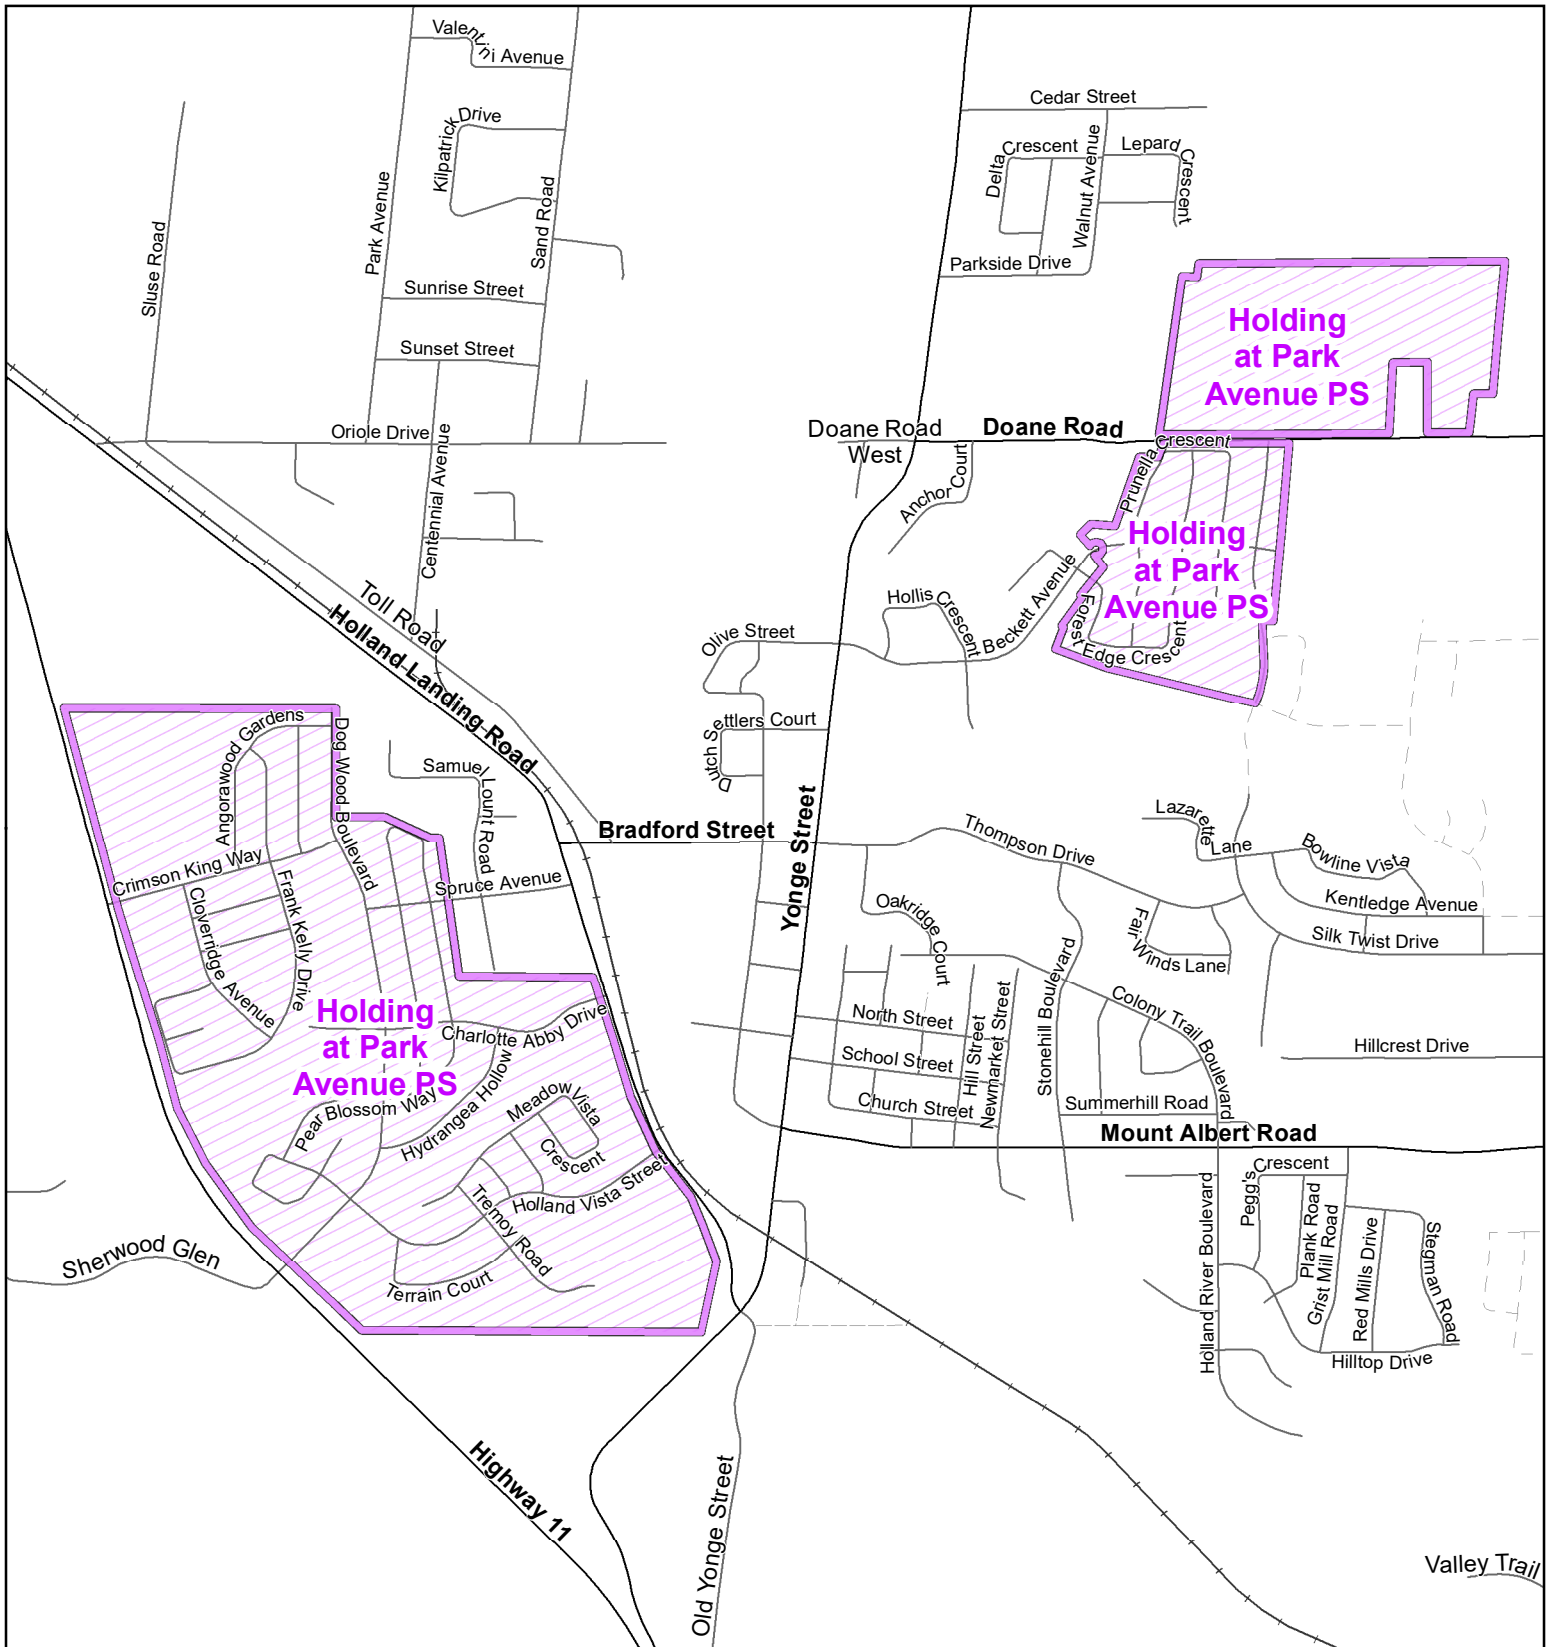 Valentini Avenue
Cedar Street
Kilpatrick Drive
Delta Crescent
Lepard Crescent
Walnut Avenue
Park Avenue
Sand Road
Sluse Road
Parkside Drive
Sunrise Street
Sunset Street
Holding
at Park
Avenue PS
Oriole Drive
Doane Road
West
Doane Road
Prunella Crescent
Anchor Court
Centennial Avenue
Holding
at Park
Avenue PS
Toll Road
Holland Landing Road
Hollis Crescent
Beckett Avenue
Forest Edge Crescent
Olive Street
Dutch Settlers Court
Angorawood Gardens
Dog Wood Boulevard
Samuel Lount Road
Bradford Street
Yonge Street
Thompson Drive
Lazarette Lane
Bowline Vista
Kentledge Avenue
Silk Twist Drive
Crimson King Way
Spruce Avenue
Cloverridge Avenue
Frank Kelly Drive
Oakridge Court
Fair Winds Lane
Stonehill Boulevard
Colony Trail Boulevard
Holding
at Park
Avenue PS
Charlotte Abby Drive
North Street
School Street
Hill Street
Newmarket Street
Church Street
Hillcrest Drive
Summerhill Road
Mount Albert Road
Pear Blossom Way
Hydrangea Hollow
Meadow Vista Crescent
Holland Vista Street
Tremoy Road
Terrain Court
Sherwood Glen
Pegg's Crescent
Plank Road
Grist Mill Road
Red Mills Drive
Stegman Road
Holland River Boulevard
Hilltop Drive
Highway 11
Old Yonge Street
Valley Trail